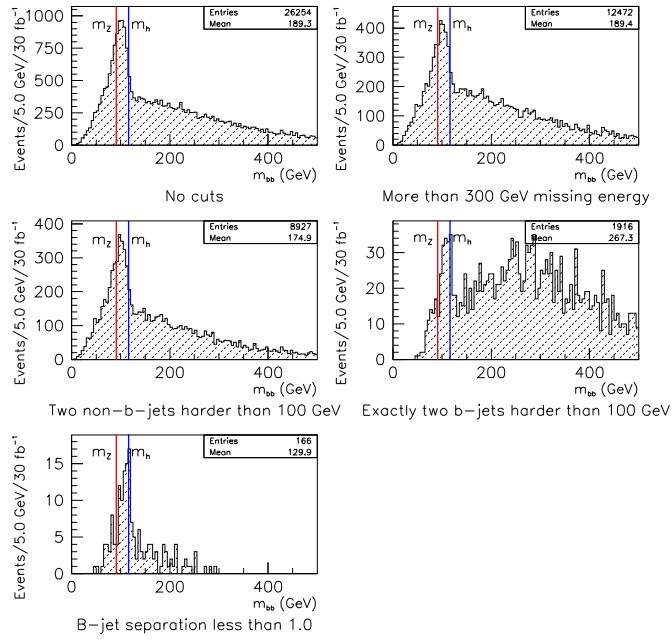 Events/5.0 GeV/30 fb⁻¹
1000
750
500
250
0
m_Z
m_h
Entries 26254
Mean 189.3
0 200 400
m_bb (GeV)
No cuts
Events/5.0 GeV/30 fb⁻¹
400
300
200
100
0
m_Z
m_h
Entries 12472
Mean 189.4
0 200 400
m_bb (GeV)
More than 300 GeV missing energy
Events/5.0 GeV/30 fb⁻¹
400
300
200
100
0
m_Z
m_h
Entries 8927
Mean 174.9
0 200 400
m_bb (GeV)
Two non-b-jets harder than 100 GeV
Events/5.0 GeV/30 fb⁻¹
30
20
10
0
m_Z
m_h
Entries 1916
Mean 267.3
0 200 400
m_bb (GeV)
Exactly two b-jets harder than 100 GeV
Events/5.0 GeV/30 fb⁻¹
15
10
5
0
m_Z
m_h
Entries 166
Mean 129.9
0 200 400
m_bb (GeV)
B-jet separation less than 1.0